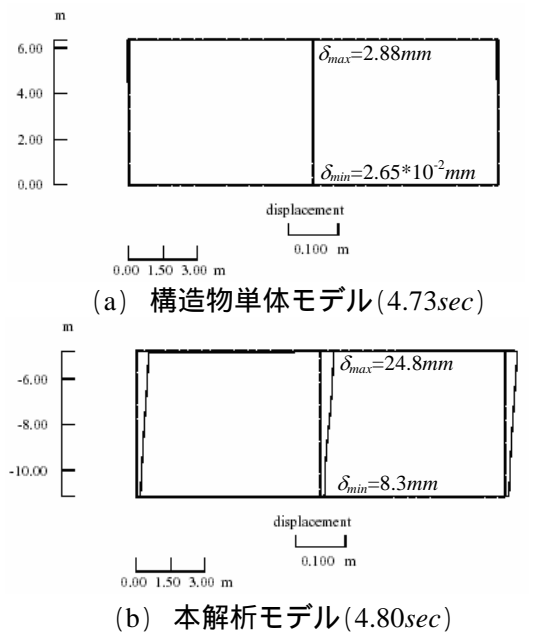 m
6.00
4.00
2.00
0.00
δmax=2.88mm
δmin=2.65*10-2mm
displacement
0.100 m
0.00 1.50 3.00 m
(a) 構造物単体モデル(4.73sec)
m
-6.00
-8.00
-10.00
δmax=24.8mm
δmin=8.3mm
displacement
0.100 m
0.00 1.50 3.00 m
(b) 本解析モデル(4.80sec)